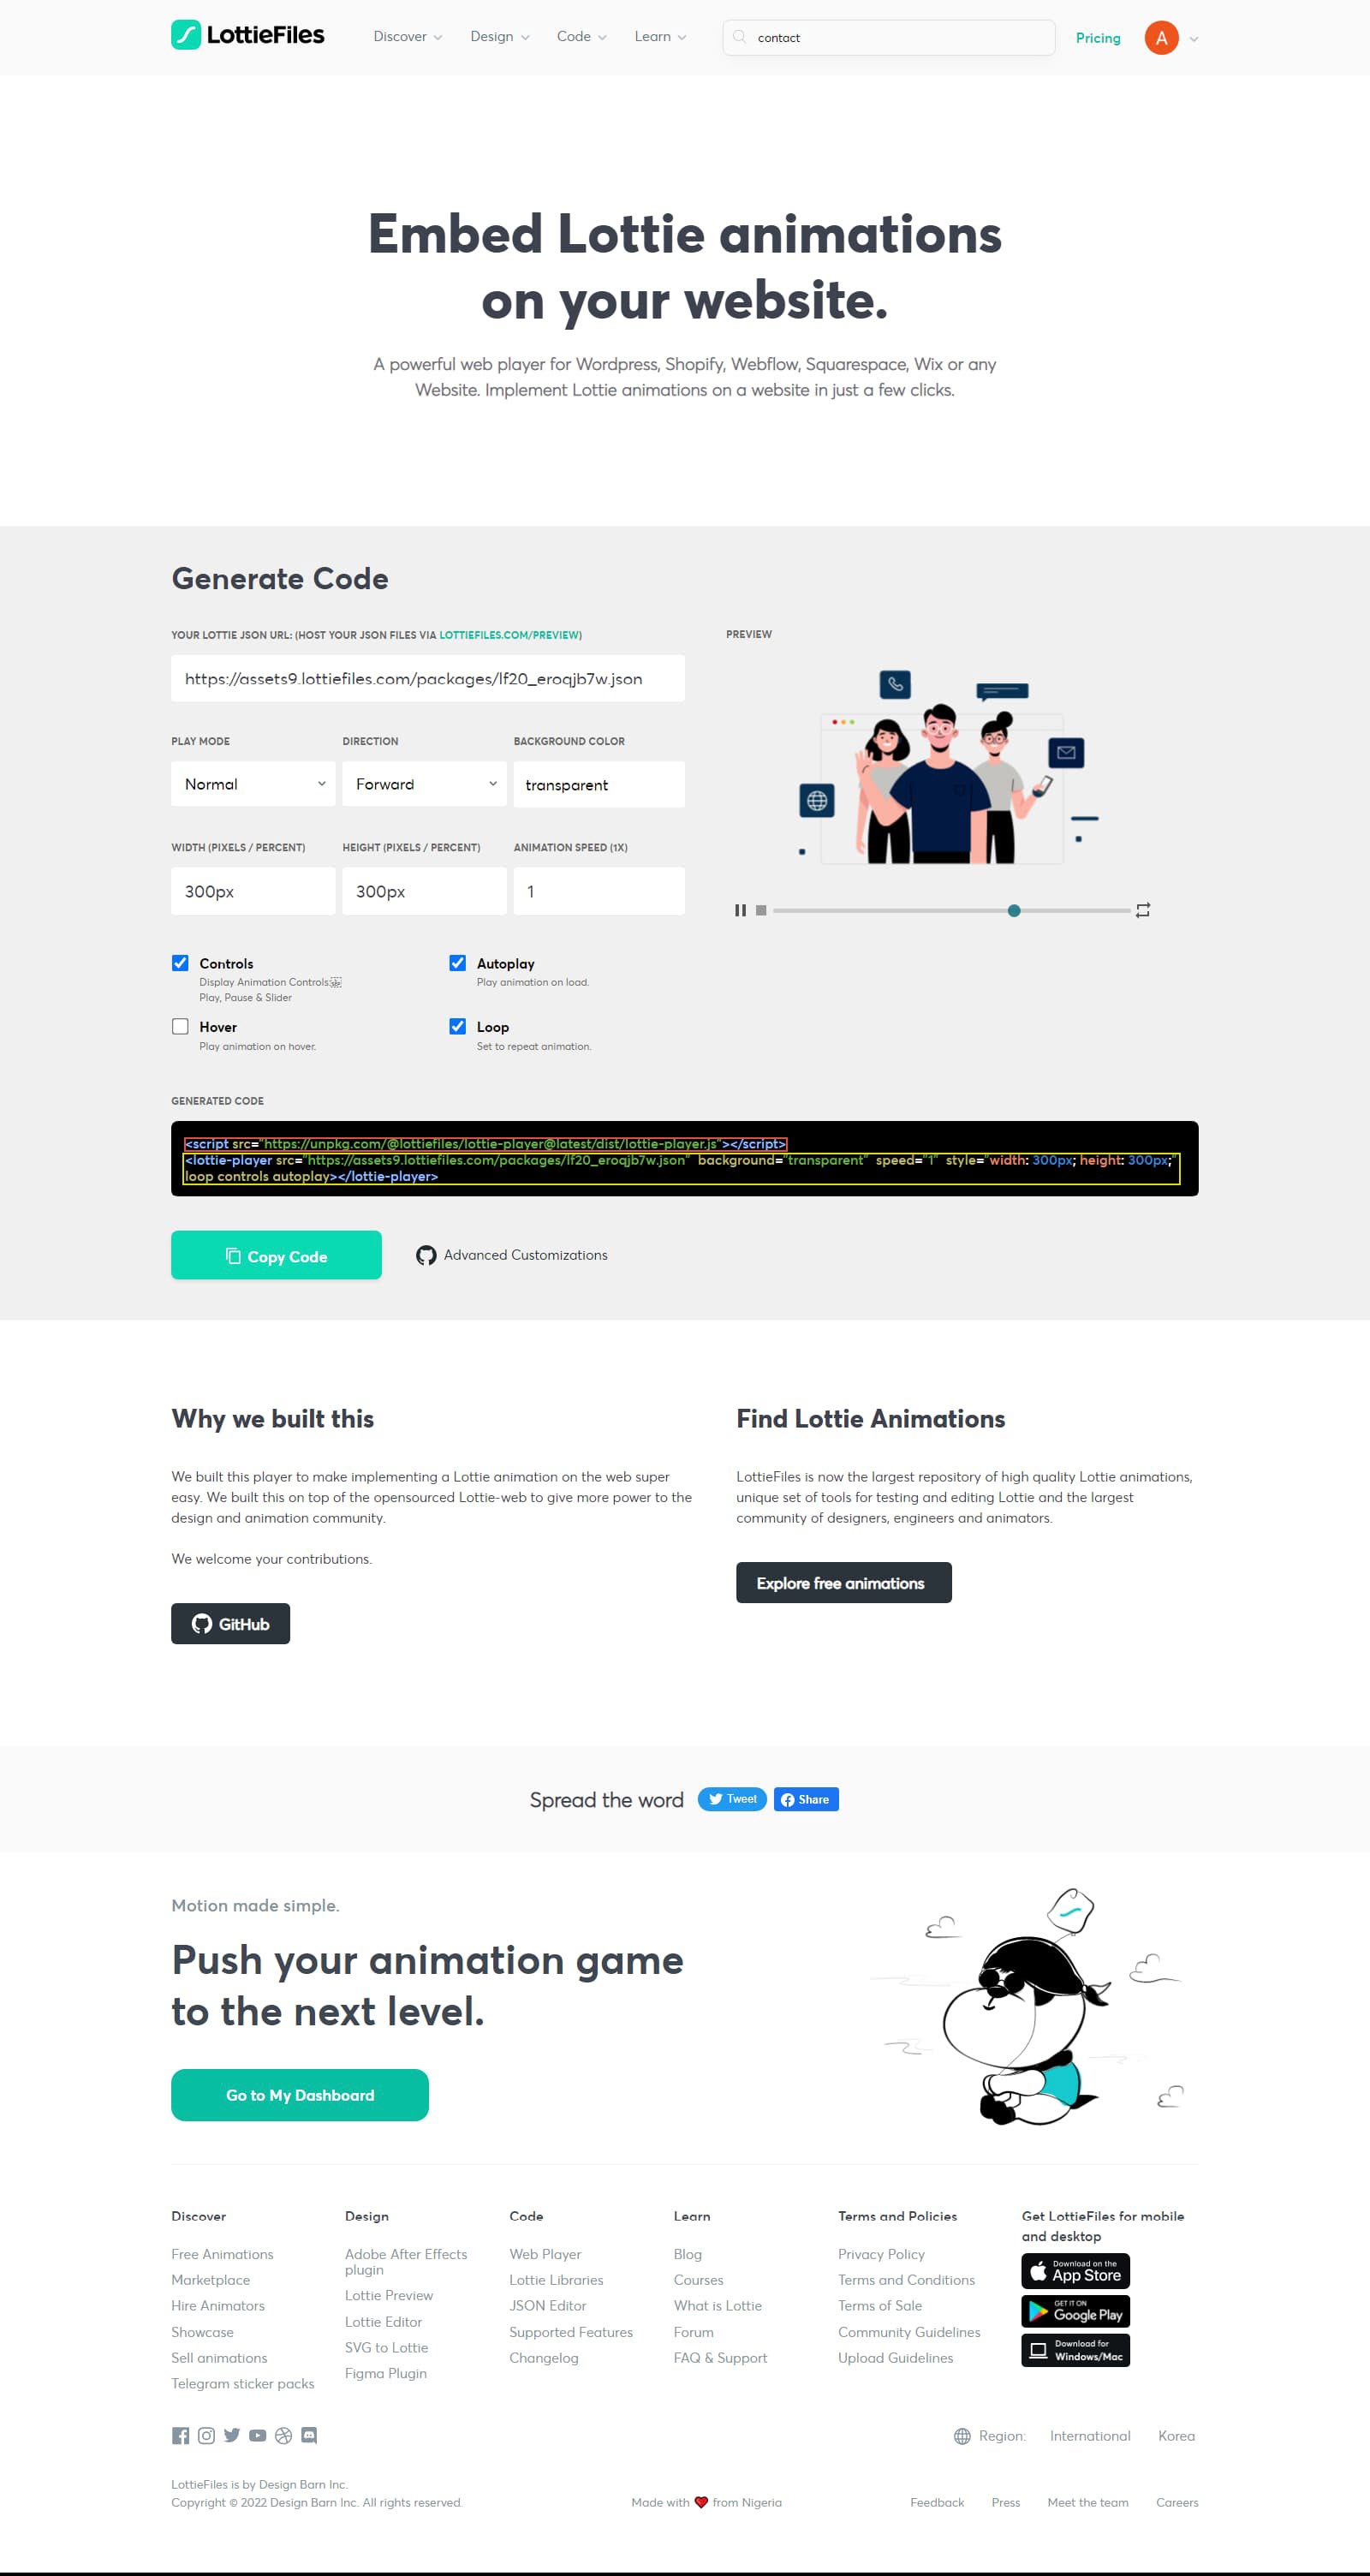 LottieFiles
Discover Design Code Learn contact Pricing A
Embed Lottie animations
on your website.
A powerful web player for Wordpress, Shopify, Webflow, Squarespace, Wix or any
Website. Implement Lottie animations on a website in just a few clicks.
Generate Code
YOUR LOTTIE JSON URL: (HOST YOUR JSON FILES VIA LOTTIEFILES.COM/PREVIEW)
https://assets9.lottiefiles.com/packages/lf20_eroqjb7w.json
PREVIEW
PLAY MODE DIRECTION BACKGROUND COLOR
Normal Forward transparent
WIDTH (PIXELS / PERCENT) HEIGHT (PIXELS / PERCENT) ANIMATION SPEED (1X)
300px 300px 1
Controls
Display Animation Controls
Play, Pause & Slider
Autoplay
Play animation on load.
Hover
Play animation on hover.
Loop
Set to repeat animation.
GENERATED CODE
<script src="https://unpkg.com/@lottiefiles/lottie-player@latest/dist/lottie-player.js"></script>
<lottie-player src="https://assets9.lottiefiles.com/packages/lf20_eroqjb7w.json" background="transparent" speed="1" style="width: 300px; height: 300px;"
loop controls autoplay></lottie-player>
Copy Code Advanced Customizations
Why we built this
We built this player to make implementing a Lottie animation on the web super
easy. We built this on top of the opensourced Lottie-web to give more power to the
design and animation community.
We welcome your contributions.
GitHub
Find Lottie Animations
LottieFiles is now the largest repository of high quality Lottie animations,
unique set of tools for testing and editing Lottie and the largest
community of designers, engineers and animators.
Explore free animations
Spread the word Tweet Share
Motion made simple.
Push your animation game
to the next level.
Go to My Dashboard
Discover
Free Animations
Marketplace
Hire Animators
Showcase
Sell animations
Telegram sticker packs
Design
Adobe After Effects
plugin
Lottie Preview
Lottie Editor
SVG to Lottie
Figma Plugin
Code
Web Player
Lottie Libraries
JSON Editor
Supported Features
Changelog
Learn
Blog
Courses
What is Lottie
Forum
FAQ & Support
Terms and Policies
Privacy Policy
Terms and Conditions
Terms of Sale
Community Guidelines
Upload Guidelines
Get LottieFiles for mobile
and desktop
Download on the
App Store
GET IT ON
Google Play
Download for
Windows/Mac
Region: International Korea
LottieFiles is by Design Barn Inc.
Copyright © 2022 Design Barn Inc. All rights reserved.
Made with ❤ from Nigeria
Feedback Press Meet the team Careers